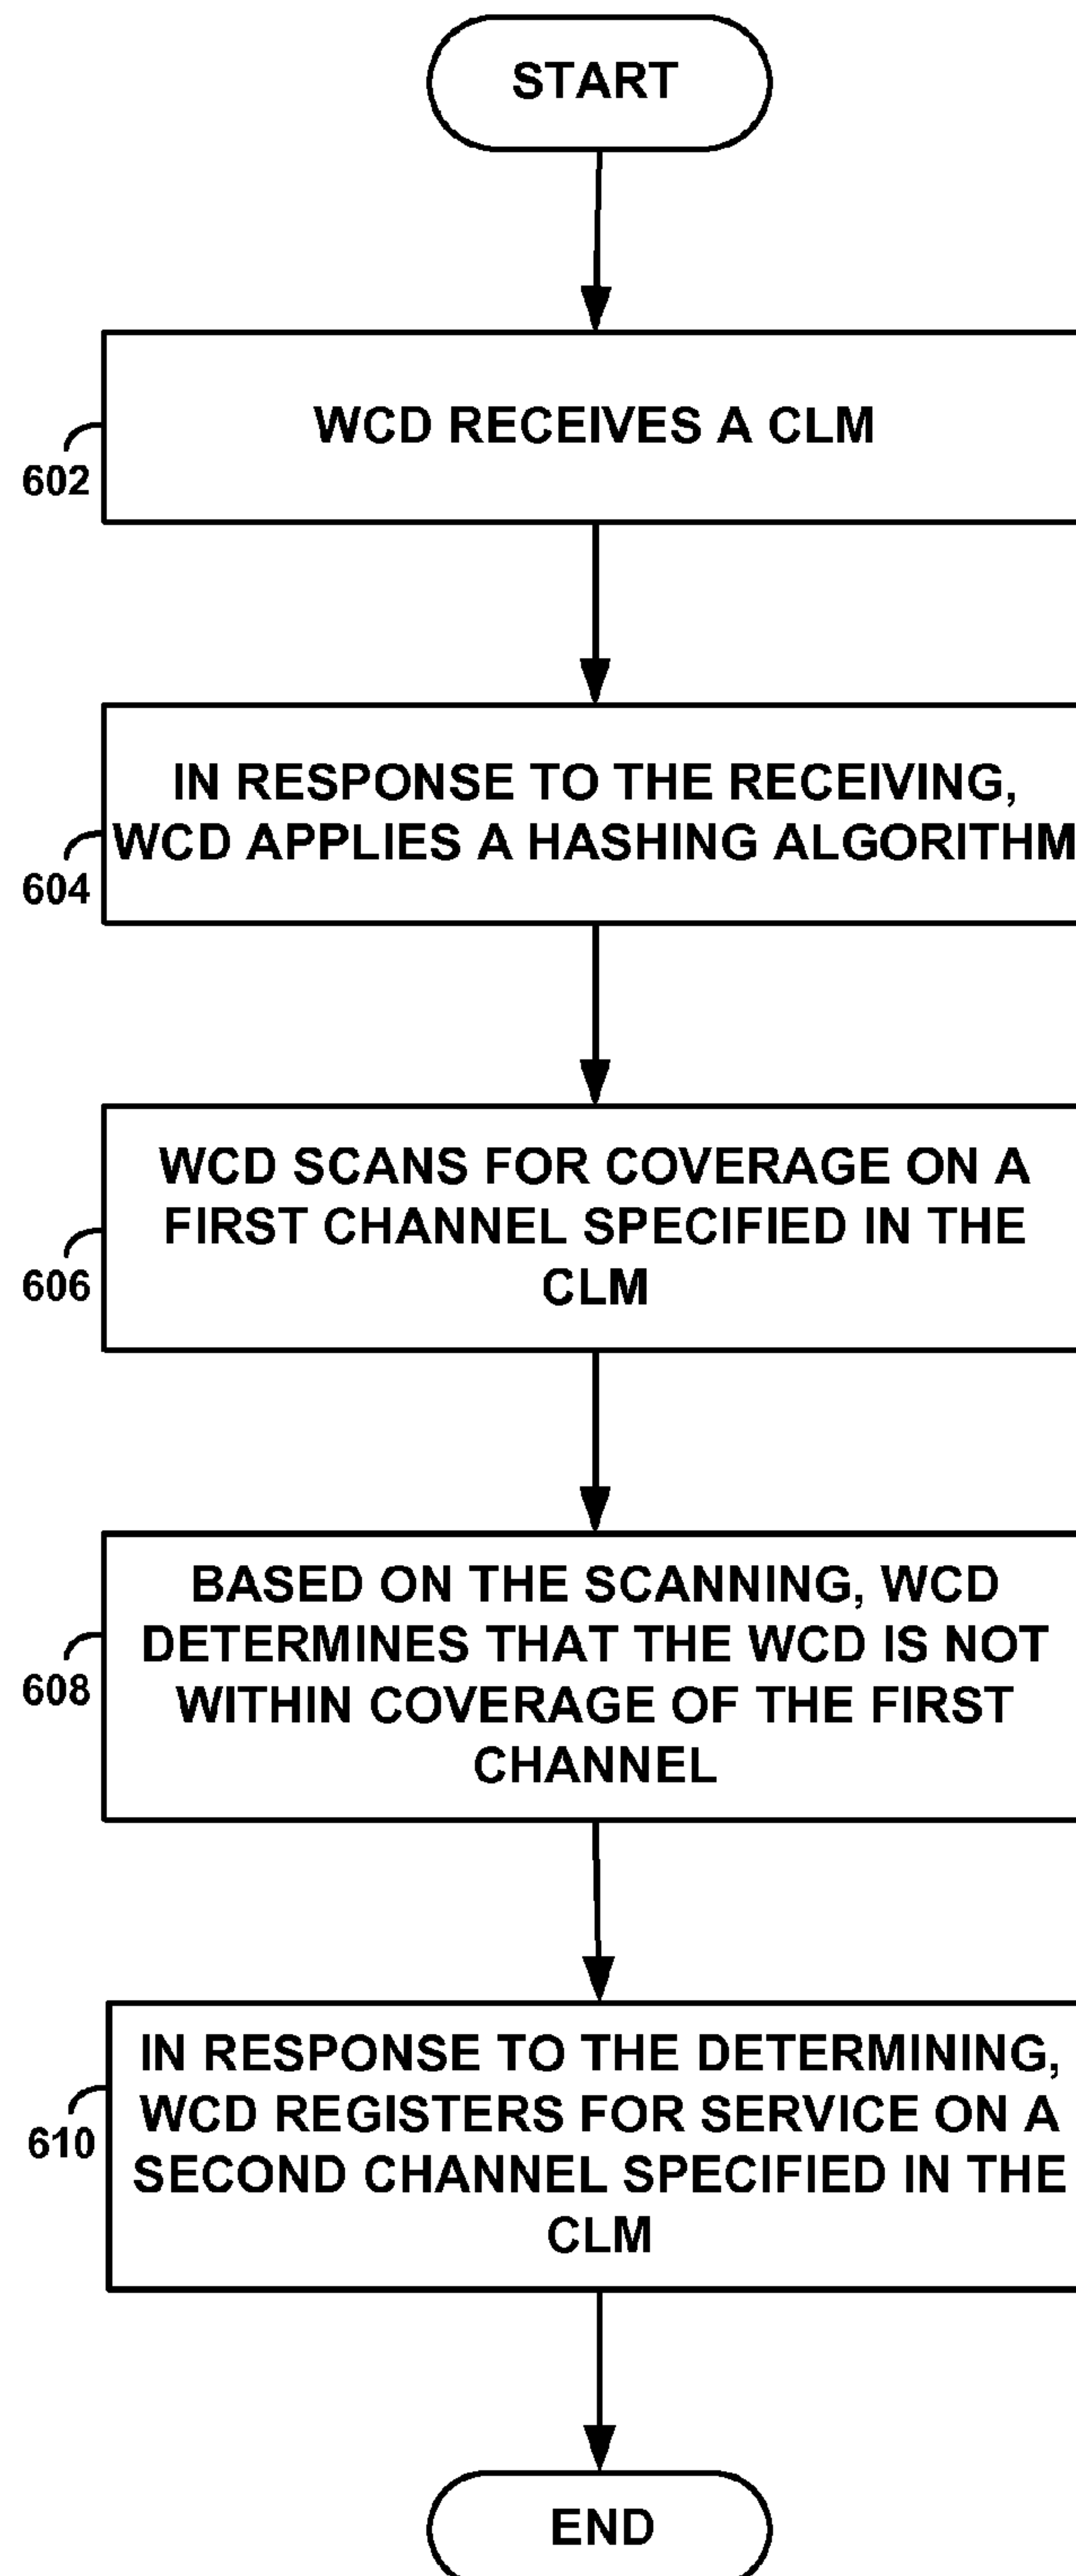 START
WCD RECEIVES A CLM
602
IN RESPONSE TO THE RECEIVING,
WCD APPLIES A HASHING ALGORITHM
604
WCD SCANS FOR COVERAGE ON A
FIRST CHANNEL SPECIFIED IN THE
CLM
606
BASED ON THE SCANNING, WCD
DETERMINES THAT THE WCD IS NOT
WITHIN COVERAGE OF THE FIRST
CHANNEL
608
IN RESPONSE TO THE DETERMINING,
WCD REGISTERS FOR SERVICE ON A
SECOND CHANNEL SPECIFIED IN THE
CLM
610
END